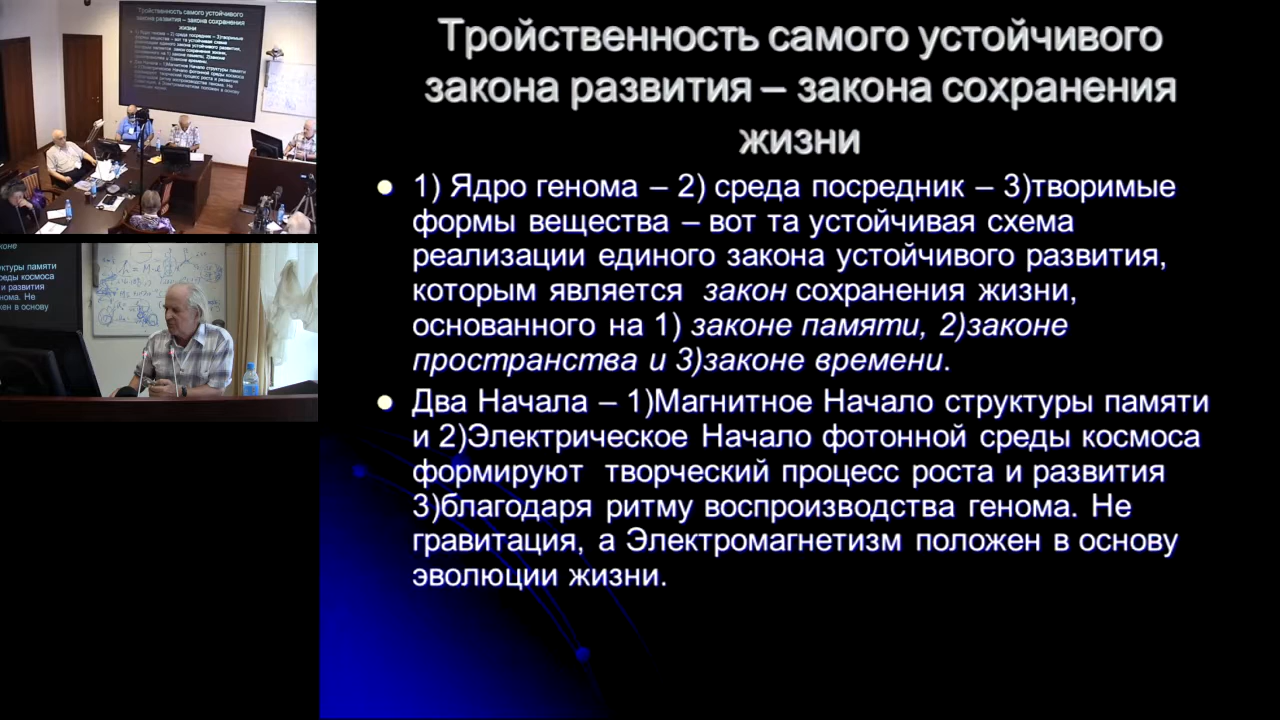 Тройственность самого устойчивого
закона развития – закона сохранения
жизни
1) Ядро генома – 2) среда посредник – 3)творимые
формы вещества – вот та устойчивая схема
реализации единого закона устойчивого развития,
которым является закон сохранения жизни,
основанного на 1) законе памяти, 2)законе
пространства и 3)законе времени.
Два Начала – 1)Магнитное Начало структуры памяти
и 2)Электрическое Начало фотонной среды космоса
формируют творческий процесс роста и развития
3)благодаря ритму воспроизводства генома. Не
гравитация, а Электромагнетизм положен в основу
эволюции жизни.